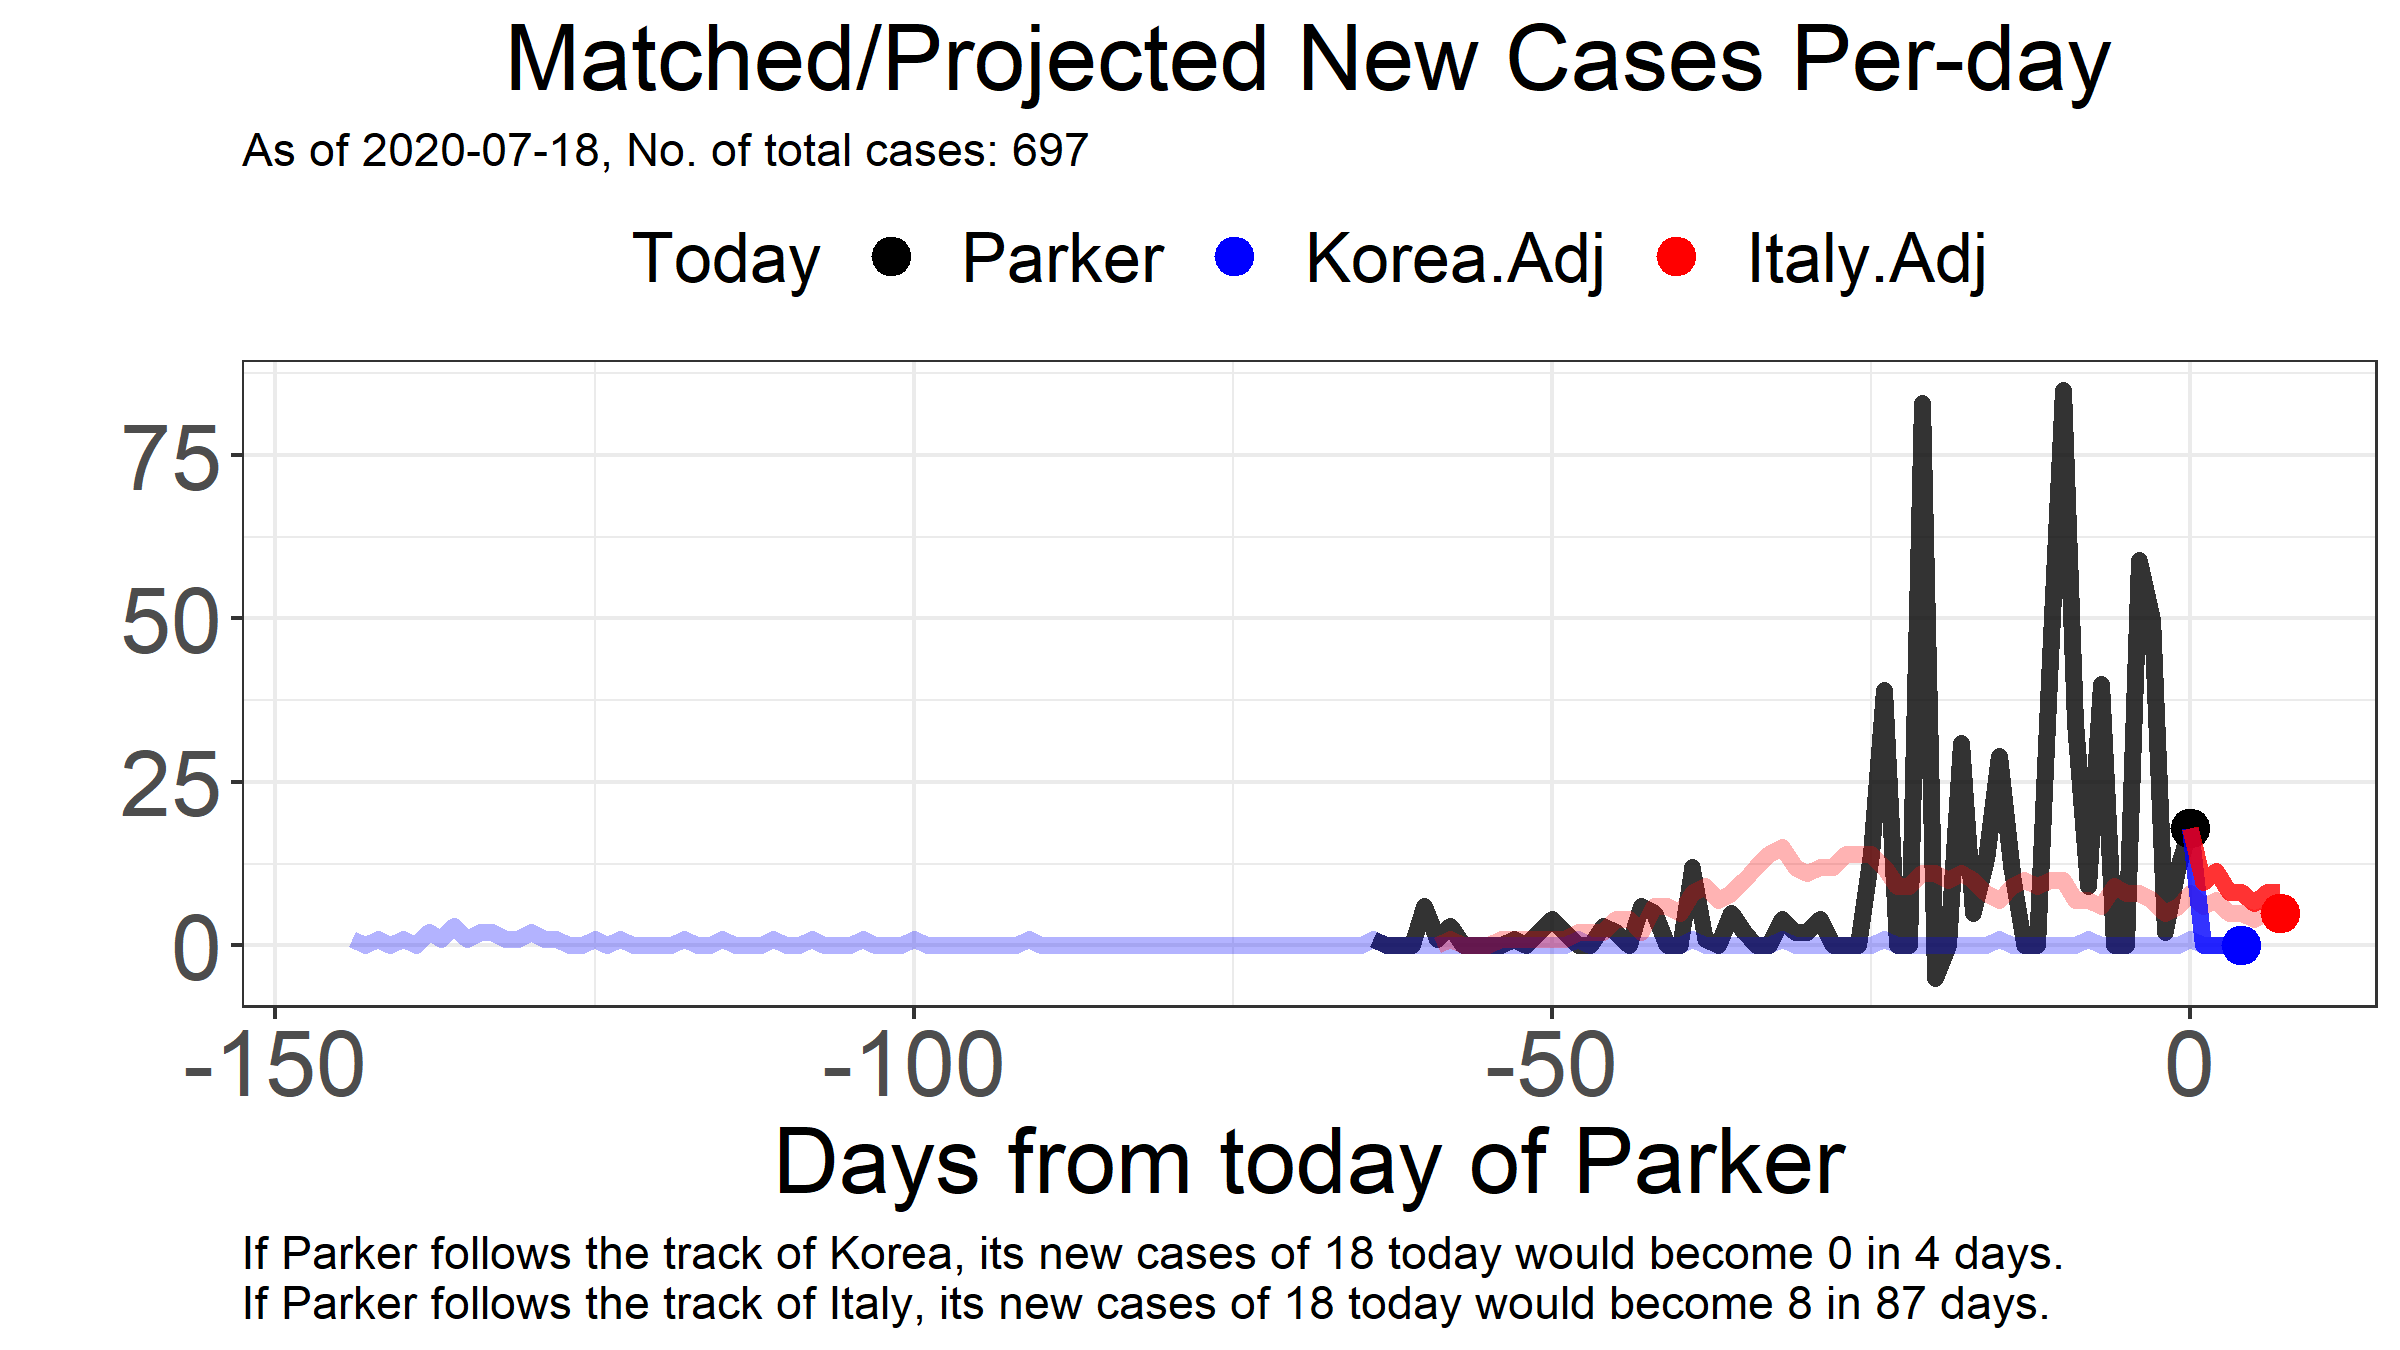 Matched/Projected New Cases Per-day
As of 2020-07-18, No. of total cases: 697
Today Parker Korea.Adj Italy.Adj
75
50
25
0
-150 -100 -50 0
Days from today of Parker
If Parker follows the track of Korea, its new cases of 18 today would become 0 in 4 days.
If Parker follows the track of Italy, its new cases of 18 today would become 8 in 87 days.